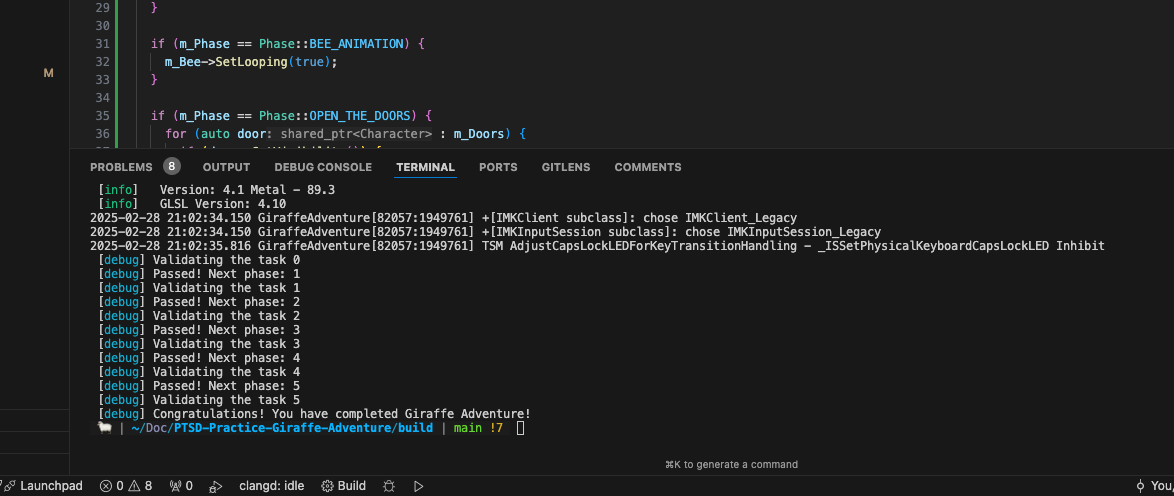 29 }
30
31 if (m_Phase == Phase::BEE_ANIMATION) {
M
32 m_Bee->SetLooping(true);
33 }
34
35 if (m_Phase == Phase::OPEN_THE_DOORS) {
36 for (auto door: shared_ptr<Character> : m_Doors) {
PROBLEMS 8 OUTPUT DEBUG CONSOLE TERMINAL PORTS GITLENS COMMENTS
[info] Version: 4.1 Metal - 89.3
[info] GLSL Version: 4.10
2025-02-28 21:02:34.150 GiraffeAdventure[82057:1949761] +[IMKClient subclass]: chose IMKClient_Legacy
2025-02-28 21:02:34.150 GiraffeAdventure[82057:1949761] +[IMKInputSession subclass]: chose IMKInputSession_Legacy
2025-02-28 21:02:35.816 GiraffeAdventure[82057:1949761] TSM AdjustCapsLockLEDForKeyTransitionHandling - _ISSetPhysicalKeyboardCapsLockLED Inhibit
[debug] Validating the task 0
[debug] Passed! Next phase: 1
[debug] Validating the task 1
[debug] Passed! Next phase: 2
[debug] Validating the task 2
[debug] Passed! Next phase: 3
[debug] Validating the task 3
[debug] Passed! Next phase: 4
[debug] Validating the task 4
[debug] Passed! Next phase: 5
[debug] Validating the task 5
[debug] Congratulations! You have completed Giraffe Adventure!
🐑 | ~/Doc/PTSD-Practice-Giraffe-Adventure/build | main !7
⌘K to generate a command
Launchpad 0 8 0 clangd: idle Build You,